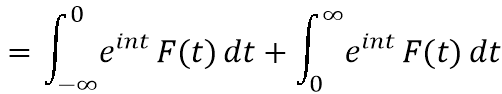 = ∫_{-∞}^{0} e^{int} F(t) dt + ∫_{0}^{∞} e^{int} F(t) dt